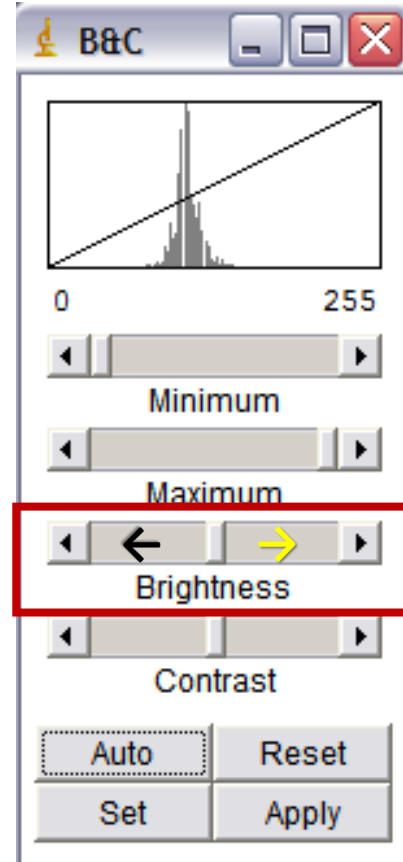 B&C
0 255
Minimum
Maximum
Brightness
Contrast
Auto Reset
Set Apply